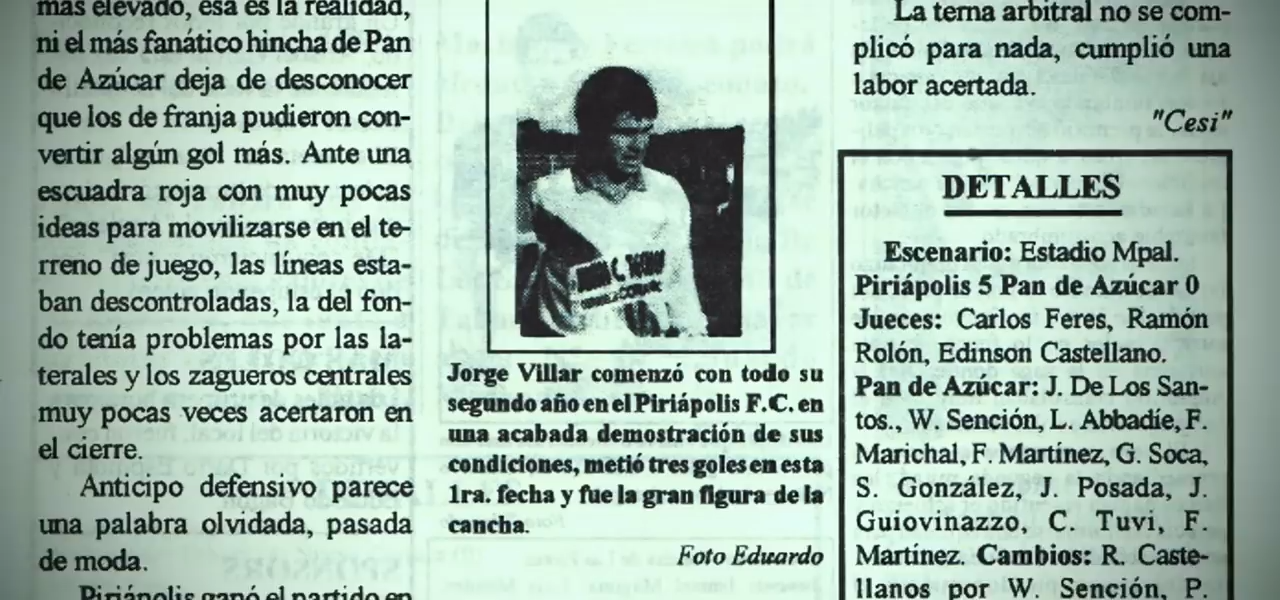 más elevado, esa es la realidad,
ni el más fanático hincha de Pan
de Azúcar deja de desconocer
que los de franja pudieron con-
vertir algún gol más. Ante una
escuadra roja con muy pocas
ideas para movilizarse en el te-
rreno de juego, las líneas esta-
ban descontroladas, la del fon-
do tenía problemas por las la-
terales y los zagueros centrales
muy pocas veces acertaron en
el cierre.
Anticipo defensivo parece
una palabra olvidada, pasada
de moda.
Piriápolis ganó el partido en
Jorge Villar comenzó con todo su
segundo año en el Piriápolis F.C. en
una acabada demostración de sus
condiciones, metió tres goles en esta
1ra. fecha y fue la gran figura de la
cancha.
Foto Eduardo
La terna arbitral no se com-
plicó para nada, cumplió una
labor acertada.
"Cesi"
DETALLES
Escenario: Estadio Mpal.
Piriápolis 5 Pan de Azúcar 0
Jueces: Carlos Feres, Ramón
Rolón, Edinson Castellano.
Pan de Azúcar: J. De Los San-
tos., W. Sención, L. Abbadíe, F.
Marichal, F. Martínez, G. Soca,
S. González, J. Posada, J.
Guiovinazzo, C. Tuvi, F.
Martínez. Cambios: R. Caste-
llanos por W. Sención, P.